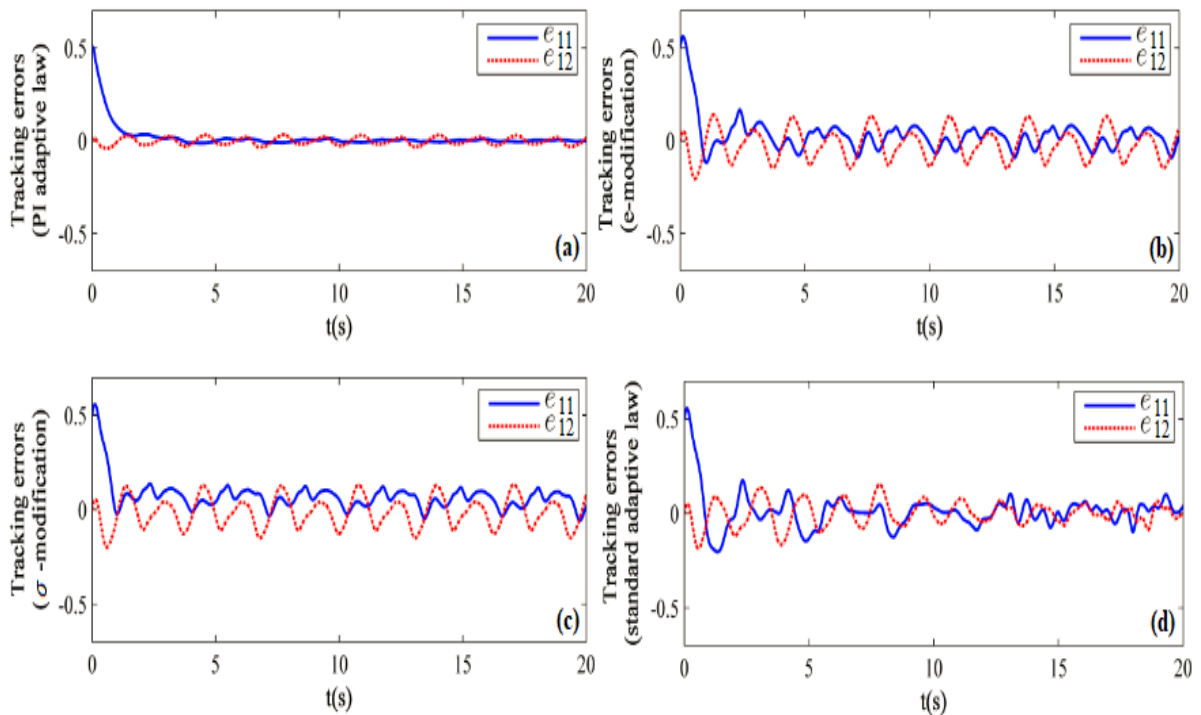 Tracking errors
(PI adaptive law)
0.5
0
-0.5
e11
e12
(a)
0 5 10 15 20
t(s)
Tracking errors
(e-modification)
0.5
0
-0.5
e11
e12
(b)
0 5 10 15 20
t(s)
Tracking errors
(σ -modification)
0.5
0
-0.5
e11
e12
(c)
0 5 10 15 20
t(s)
Tracking errors
(standard adaptive law)
0.5
0
-0.5
e11
e12
(d)
0 5 10 15 20
t(s)